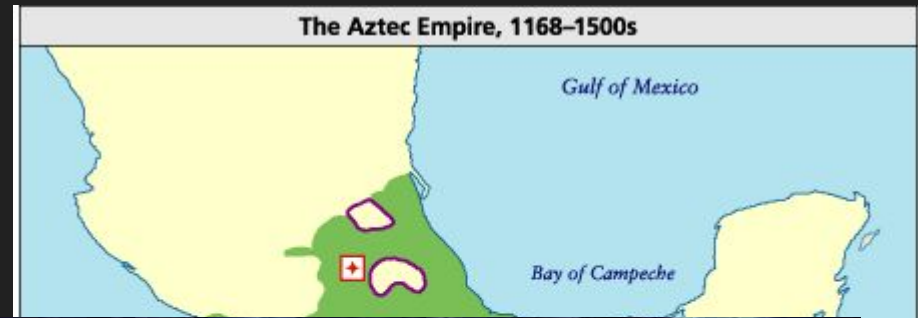 The Aztec Empire, 1168–1500s
Gulf of Mexico
Bay of Campeche